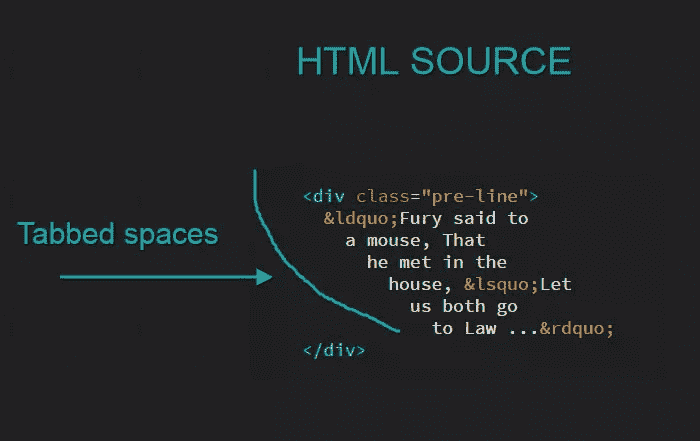 HTML SOURCE
Tabbed spaces
<div class="pre-line">
&ldquo;Fury said to
a mouse, That
he met in the
house, &lsquo;Let
us both go
to Law ...&rdquo;
</div>